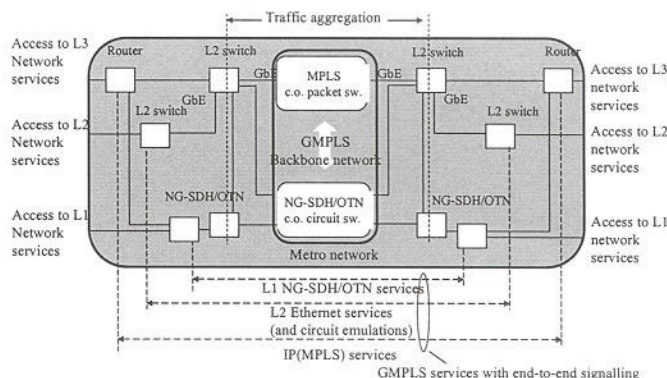 Traffic aggregation
Access to L3
Network
services
Router
L2 switch
GbE
MPLS
c.o. packet sw.
GbE
L2 switch
Router
Access to L3
network
services
GbE
L2 switch
Access to L2
Network
services
GbE
L2 switch
Access to L2
network
services
GMPLS
Backbone network
NG-SDH/OTN
NG-SDH/OTN
c.o. circuit sw.
NG-SDH/OTN
Access to L1
Network
services
Access to L1
network
services
Metro network
L1 NG-SDH/OTN services
L2 Ethernet services
(and circuit emulations)
IP(MPLS) services
GMPLS services with end-to-end signalling